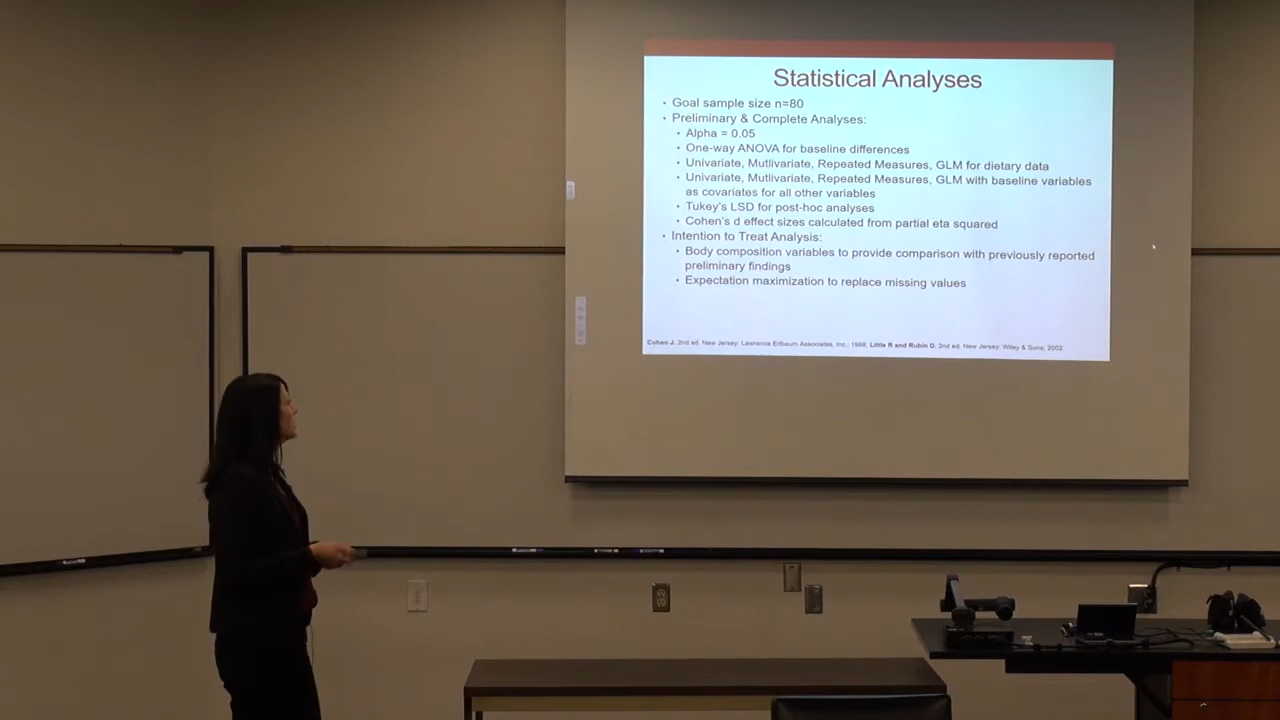 Statistical Analyses
• Goal sample size n=80
• Preliminary & Complete Analyses:
• Alpha = 0.05
• One-way ANOVA for baseline differences
• Univariate, Mutlivariate, Repeated Measures, GLM for dietary data
• Univariate, Mutlivariate, Repeated Measures, GLM with baseline variables
as covariates for all other variables
• Tukey's LSD for post-hoc analyses
• Cohen's d effect sizes calculated from partial eta squared
• Intention to Treat Analysis:
• Body composition variables to provide comparison with previously reported
preliminary findings
• Expectation maximization to replace missing values
Cohen J. 2nd ed. New Jersey: Lawrence Erlbaum Associates, Inc.; 1988; Little R and Rubin D. 2nd ed. New Jersey: Wiley & Sons; 2002